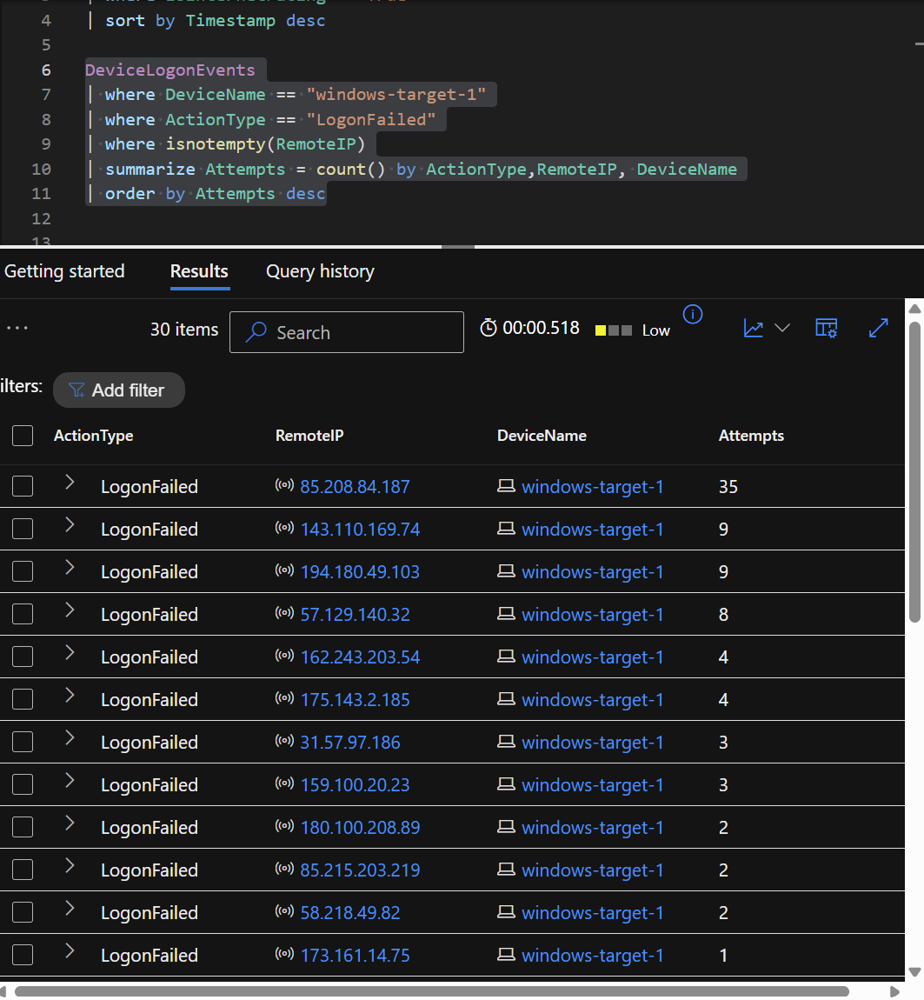 4 | sort by Timestamp desc
5
6 DeviceLogonEvents
7 | where DeviceName == "windows-target-1"
8 | where ActionType == "LogonFailed"
9 | where isnotempty(RemoteIP)
10 | summarize Attempts = count() by ActionType,RemoteIP, DeviceName
11 | order by Attempts desc
12
13
Getting started Results Query history
... 30 items Search 00:00.518 Low
ilters: Add filter
ActionType RemoteIP DeviceName Attempts
LogonFailed 85.208.84.187 windows-target-1 35
LogonFailed 143.110.169.74 windows-target-1 9
LogonFailed 194.180.49.103 windows-target-1 9
LogonFailed 57.129.140.32 windows-target-1 8
LogonFailed 162.243.203.54 windows-target-1 4
LogonFailed 175.143.2.185 windows-target-1 4
LogonFailed 31.57.97.186 windows-target-1 3
LogonFailed 159.100.20.23 windows-target-1 3
LogonFailed 180.100.208.89 windows-target-1 2
LogonFailed 85.215.203.219 windows-target-1 2
LogonFailed 58.218.49.82 windows-target-1 2
LogonFailed 173.161.14.75 windows-target-1 1